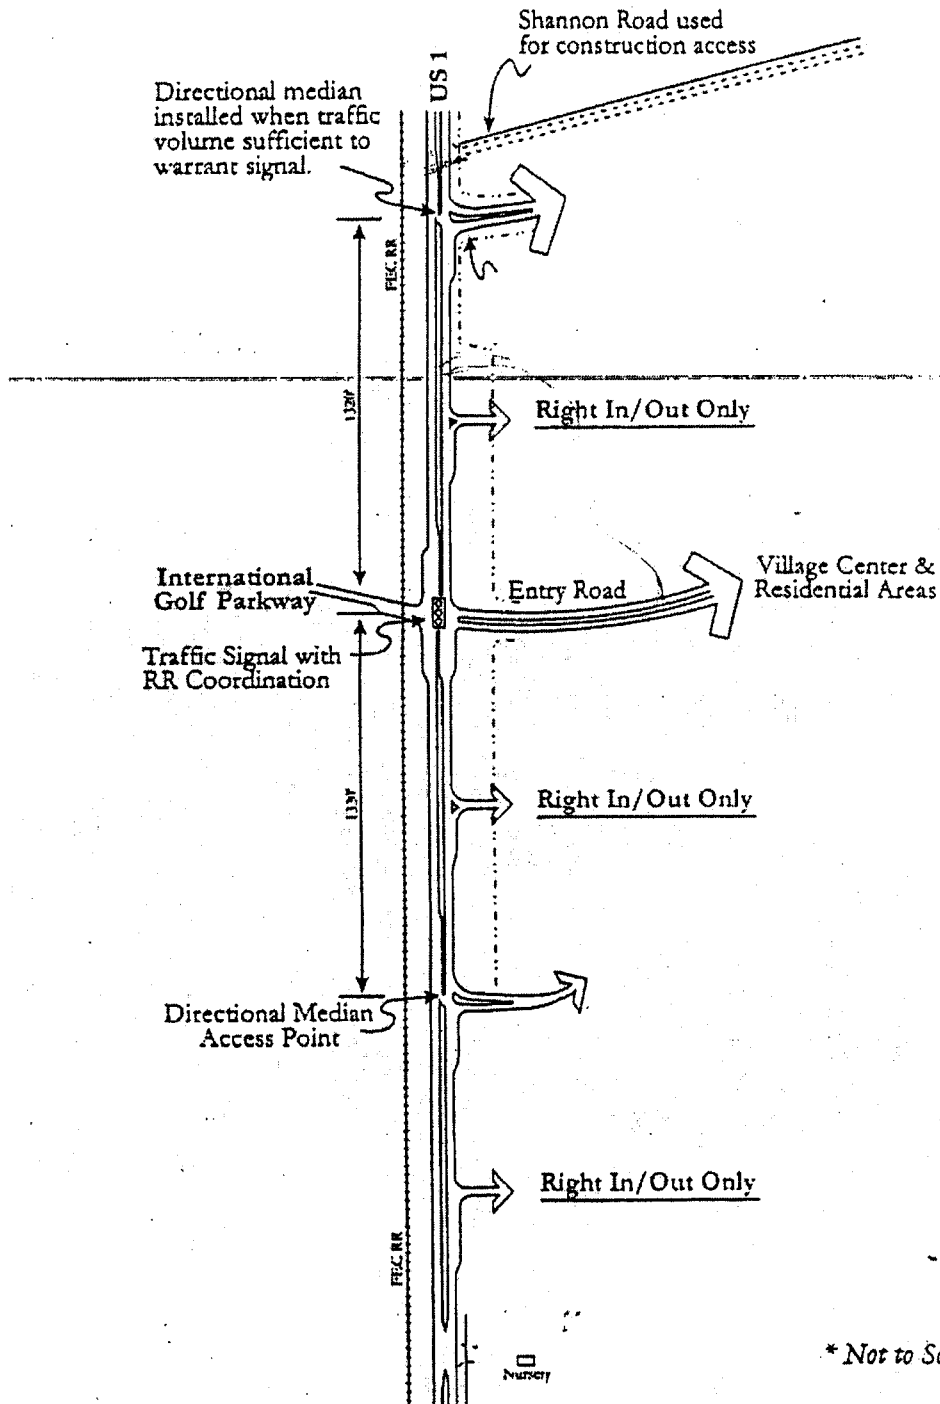 Shannon Road used
for construction access
US 1
Directional median
installed when traffic
volume sufficient to
warrant signal.
FEC RR
1320'
Right In/Out Only
International
Golf Parkway
Entry Road
Village Center &
Residential Areas
Traffic Signal with
RR Coordination
Right In/Out Only
Directional Median
Access Point
Right In/Out Only
FEC RR
Nursery
* Not to